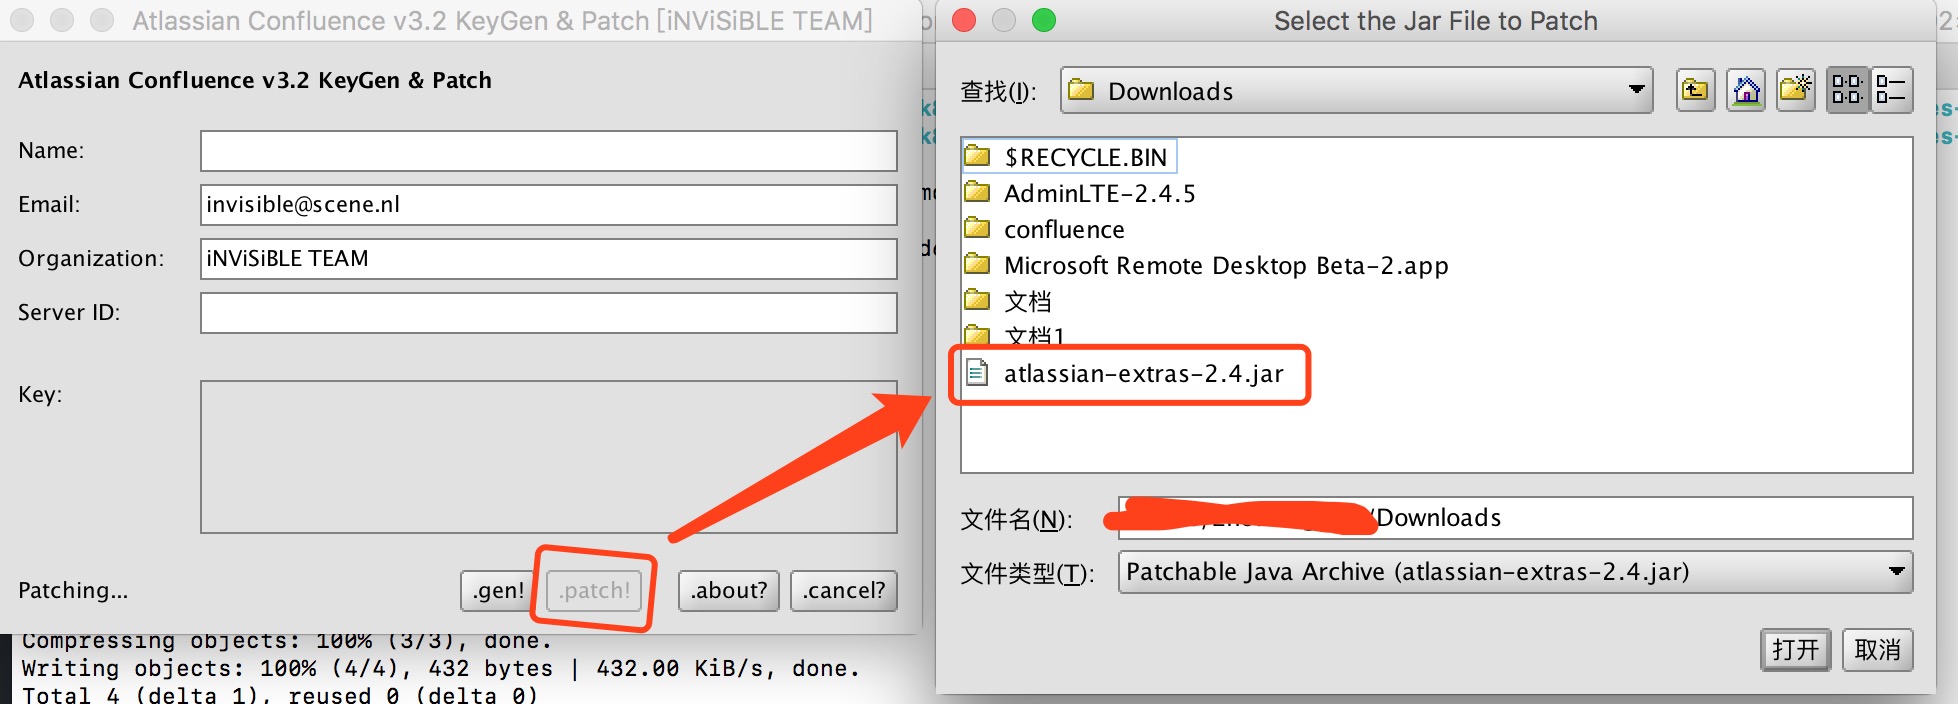 Atlassian Confluence v3.2 KeyGen & Patch [iNViSiBLE TEAM]
Atlassian Confluence v3.2 KeyGen & Patch
Name:
Email: invisible@scene.nl
Organization: iNViSiBLE TEAM
Server ID:
Key:
Patching...
.gen! .patch! .about? .cancel?
Compressing objects: 100% (3/3), done.
Writing objects: 100% (4/4), 432 bytes | 432.00 KiB/s, done.
Total 4 (delta 1), reused 0 (delta 0)
Select the Jar File to Patch
查找(I): Downloads
$RECYCLE.BIN
AdminLTE-2.4.5
confluence
Microsoft Remote Desktop Beta-2.app
文档
文档1
atlassian-extras-2.4.jar
文件名(N): /Downloads
文件类型(T): Patchable Java Archive (atlassian-extras-2.4.jar)
打开 取消